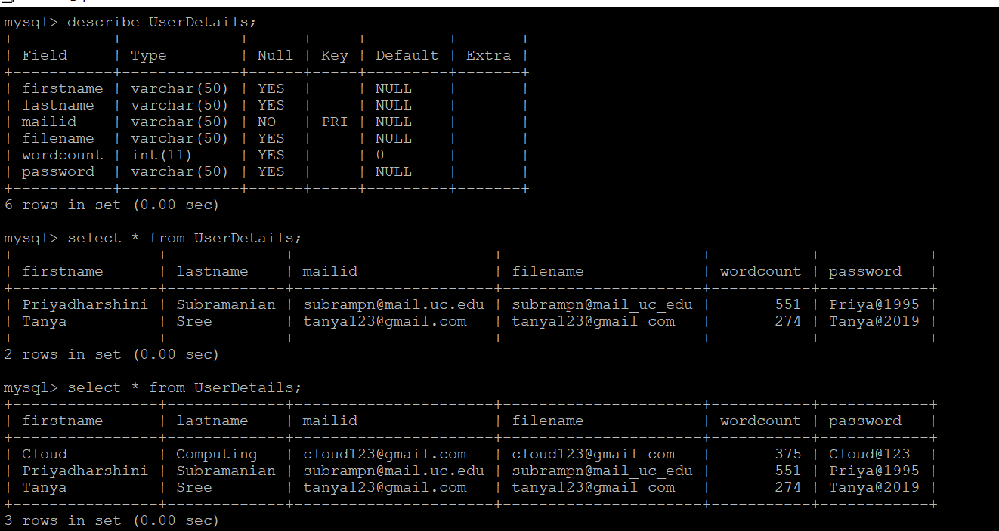 mysql> describe UserDetails;
+-----------+-------------+------+-----+---------+-------+
| Field     | Type        | Null | Key | Default | Extra |
+-----------+-------------+------+-----+---------+-------+
| firstname | varchar(50) | YES  |     | NULL    |       |
| lastname  | varchar(50) | YES  |     | NULL    |       |
| mailid    | varchar(50) | NO   | PRI | NULL    |       |
| filename  | varchar(50) | YES  |     | NULL    |       |
| wordcount | int(11)     | YES  |     | 0       |       |
| password  | varchar(50) | YES  |     | NULL    |       |
+-----------+-------------+------+-----+---------+-------+
6 rows in set (0.00 sec)
mysql> select * from UserDetails;
+----------------+-------------+----------------------+----------------------+-----------+------------+
| firstname      | lastname    | mailid               | filename             | wordcount | password   |
+----------------+-------------+----------------------+----------------------+-----------+------------+
| Priyadharshini | Subramanian | subrampn@mail.uc.edu | subrampn@mail_uc_edu |       551 | Priya@1995 |
| Tanya          | Sree        | tanya123@gmail.com   | tanya123@gmail_com   |       274 | Tanya@2019 |
+----------------+-------------+----------------------+----------------------+-----------+------------+
2 rows in set (0.00 sec)
mysql> select * from UserDetails;
+----------------+-------------+----------------------+----------------------+-----------+------------+
| firstname      | lastname    | mailid               | filename             | wordcount | password   |
+----------------+-------------+----------------------+----------------------+-----------+------------+
| Cloud          | Computing   | cloud123@gmail.com   | cloud123@gmail_com   |       375 | Cloud@123  |
| Priyadharshini | Subramanian | subrampn@mail.uc.edu | subrampn@mail_uc_edu |       551 | Priya@1995 |
| Tanya          | Sree        | tanya123@gmail.com   | tanya123@gmail_com   |       274 | Tanya@2019 |
+----------------+-------------+----------------------+----------------------+-----------+------------+
3 rows in set (0.00 sec)